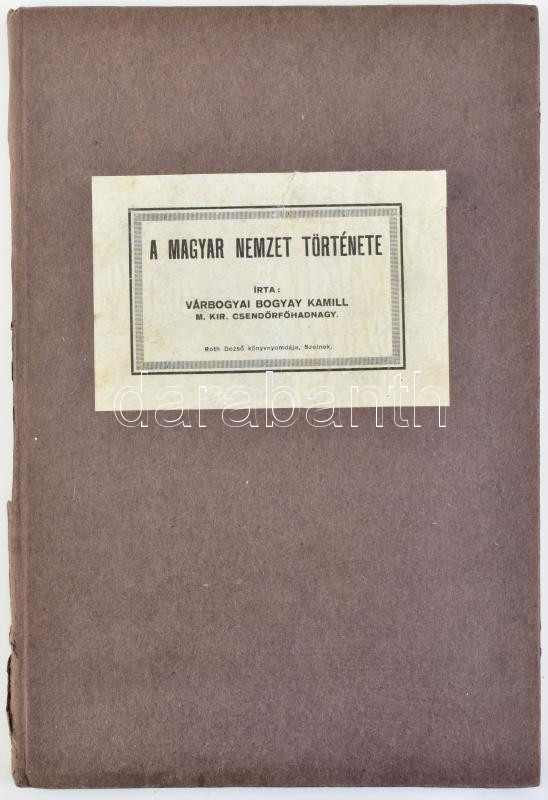 A MAGYAR NEMZET TÖRTÉNETE
ÍRTA:
VÁRBOGYAI BOGYAY KAMILL
M. KIR. CSENDŐRFŐHADNAGY.
Roth Dezső könyvnyomdája, Szolnok.
darabanth